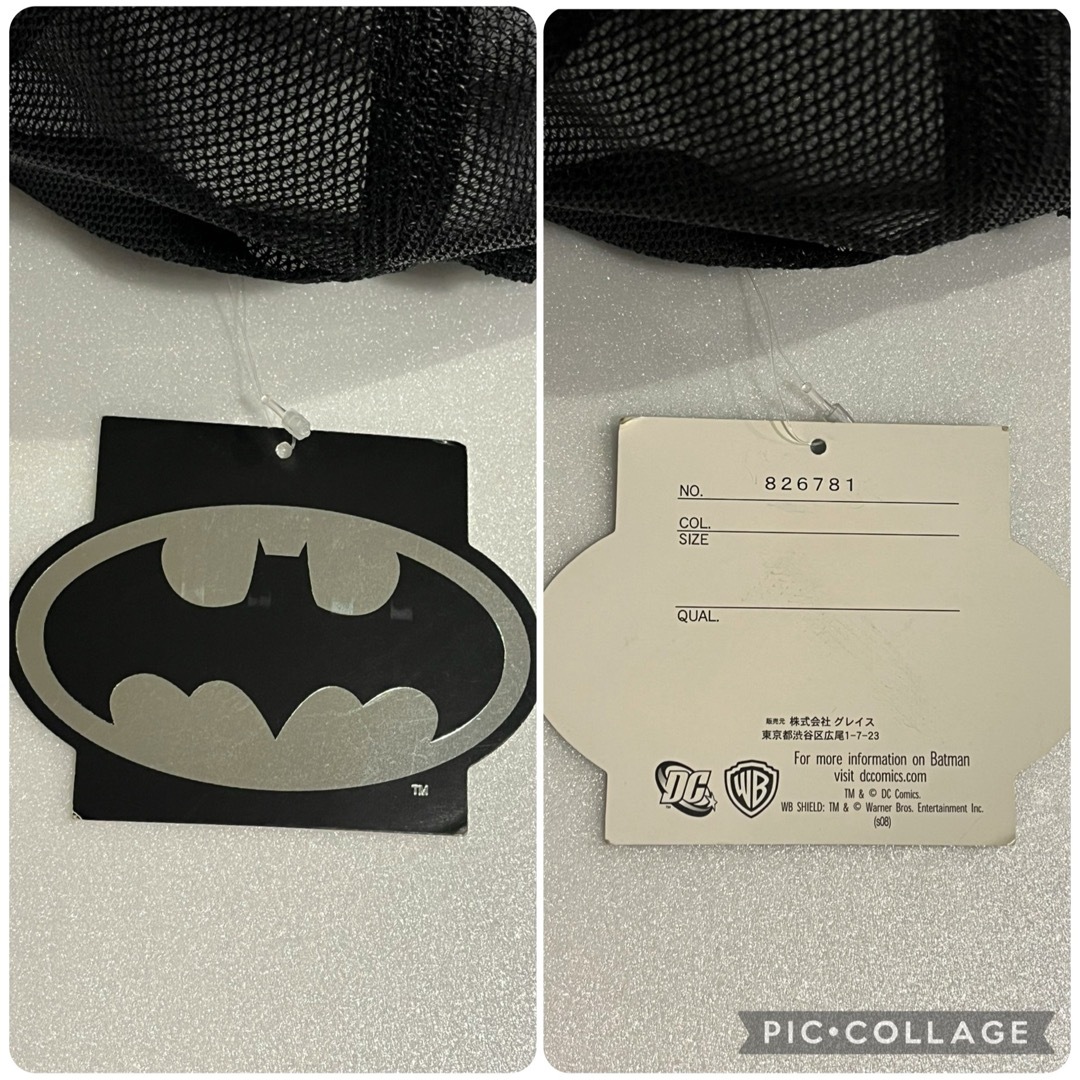 TM
NO. 826781
COL.
SIZE
QUAL.
販売元 株式会社 グレイス
東京都渋谷区広尾1-7-23
For more information on Batman
visit dccomics.com
TM & © DC Comics.
WB SHIELD: TM & © Warner Bros. Entertainment Inc.
(s08)
DC
WB
PIC•COLLAGE